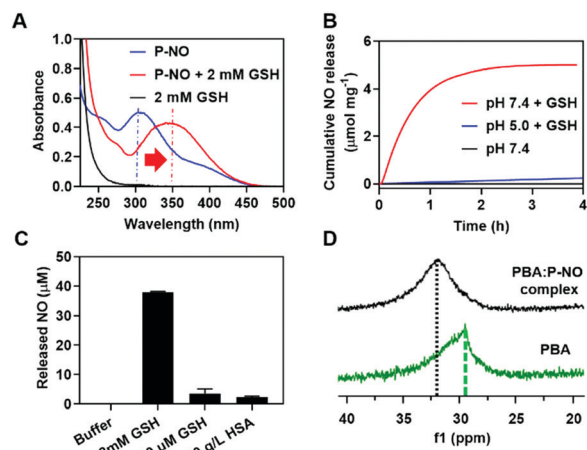 A
P-NO
P-NO + 2 mM GSH
2 mM GSH
Absorbance
1.0
0.8
0.6
0.4
0.2
0.0
250 300 350 400 450 500
Wavelength (nm)
B
Cumulative NO release
(μmol mg⁻¹)
6
4
2
0
pH 7.4 + GSH
pH 5.0 + GSH
pH 7.4
0 1 2 3 4
Time (h)
C
Released NO (μM)
50
40
30
20
10
0
Buffer
mM GSH
μM GSH
g/L HSA
D
PBA:P-NO
complex
PBA
40 35 30 25 20
f1 (ppm)